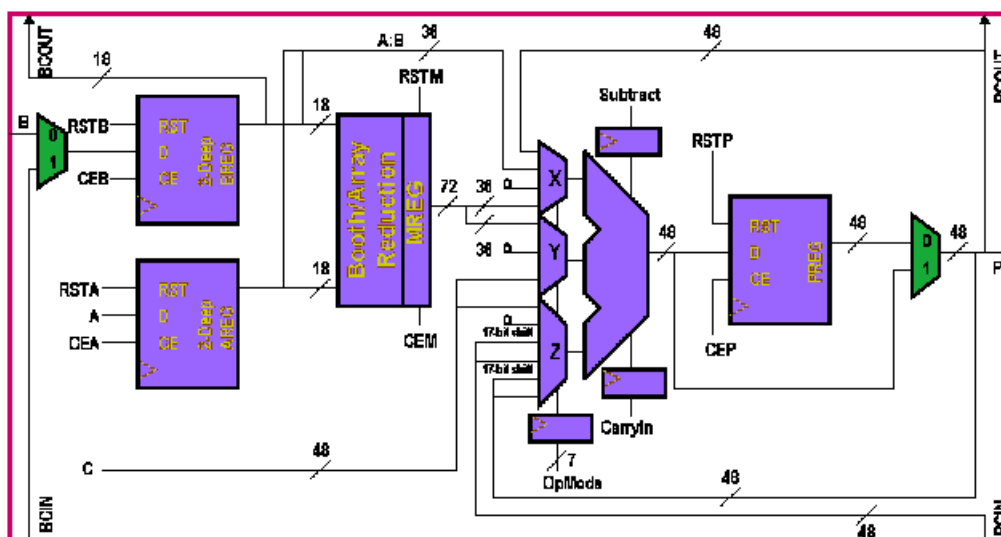 BCOUT
18
A:B
36
48
PCOUT
RSTM
Subtract
B
RSTB
RST
D
CEB
CE
2-Deep
BREG
0
1
18
Booth/Array
Reduction
MREG
72
36
0
X
36
0
Y
RSTP
RST
D
CE
PREG
48
48
0
1
48
P
RSTA
RST
A
D
CEA
CE
2-Deep
AREG
18
CEM
0
17-bit shift
17-bit shift
Z
CEP
CarryIn
C
48
7
OpMode
48
48
BCIN